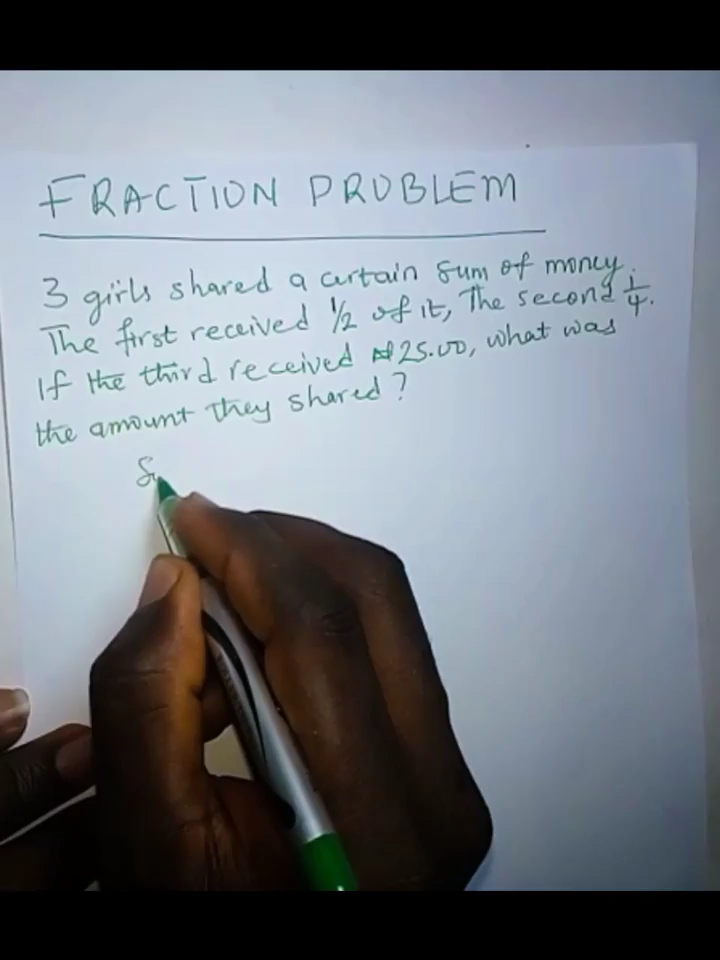 FRACTION PROBLEM
3 girls shared a certain sum of money.
The first received 1/2 of it, The second 1/4.
If the third received ₦25.00, what was
the amount they shared?